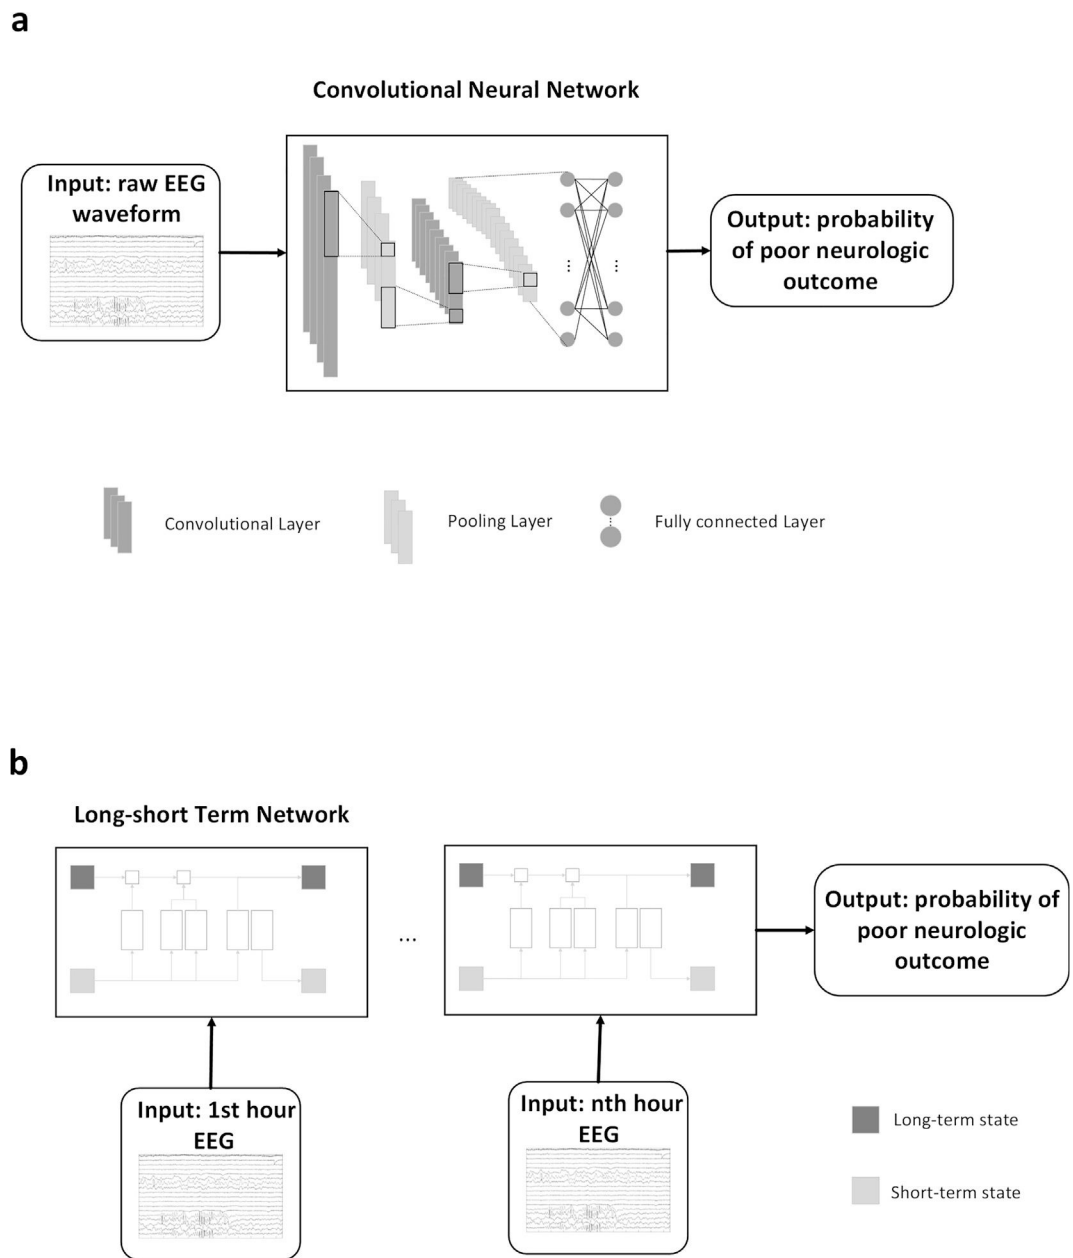 a
Convolutional Neural Network
Input: raw EEG
waveform
Output: probability
of poor neurologic
outcome
Convolutional Layer
Pooling Layer
Fully connected Layer
b
Long-short Term Network
...
Output: probability of
poor neurologic
outcome
Input: 1st hour
EEG
Input: nth hour
EEG
Long-term state
Short-term state